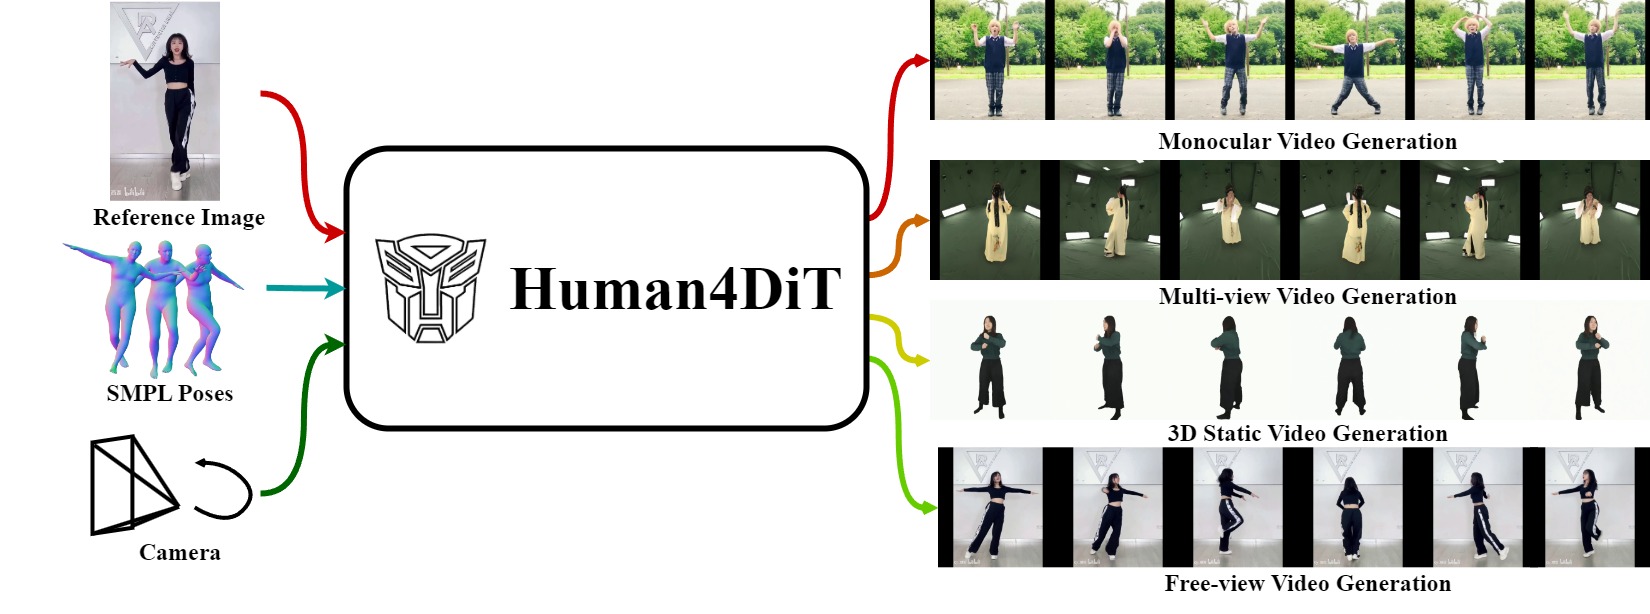 Reference Image
SMPL Poses
Camera
Human4DiT
Monocular Video Generation
Multi-view Video Generation
3D Static Video Generation
Free-view Video Generation